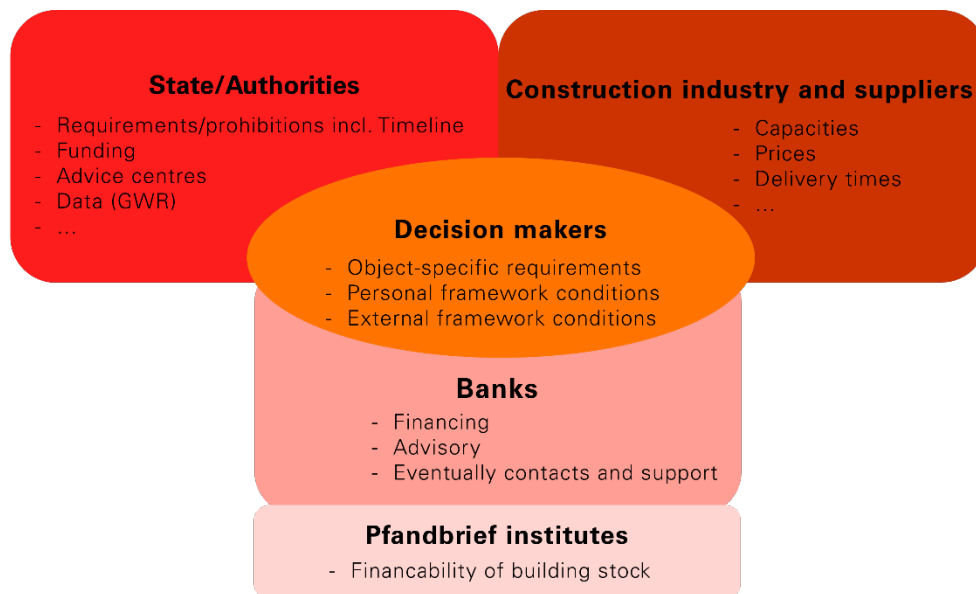 State/Authorities
- Requirements/prohibitions incl. Timeline
- Funding
- Advice centres
- Data (GWR)
- ...
Construction industry and suppliers
- Capacities
- Prices
- Delivery times
- ...
Decision makers
- Object-specific requirements
- Personal framework conditions
- External framework conditions
Banks
- Financing
- Advisory
- Eventually contacts and support
Pfandbrief institutes
- Financability of building stock